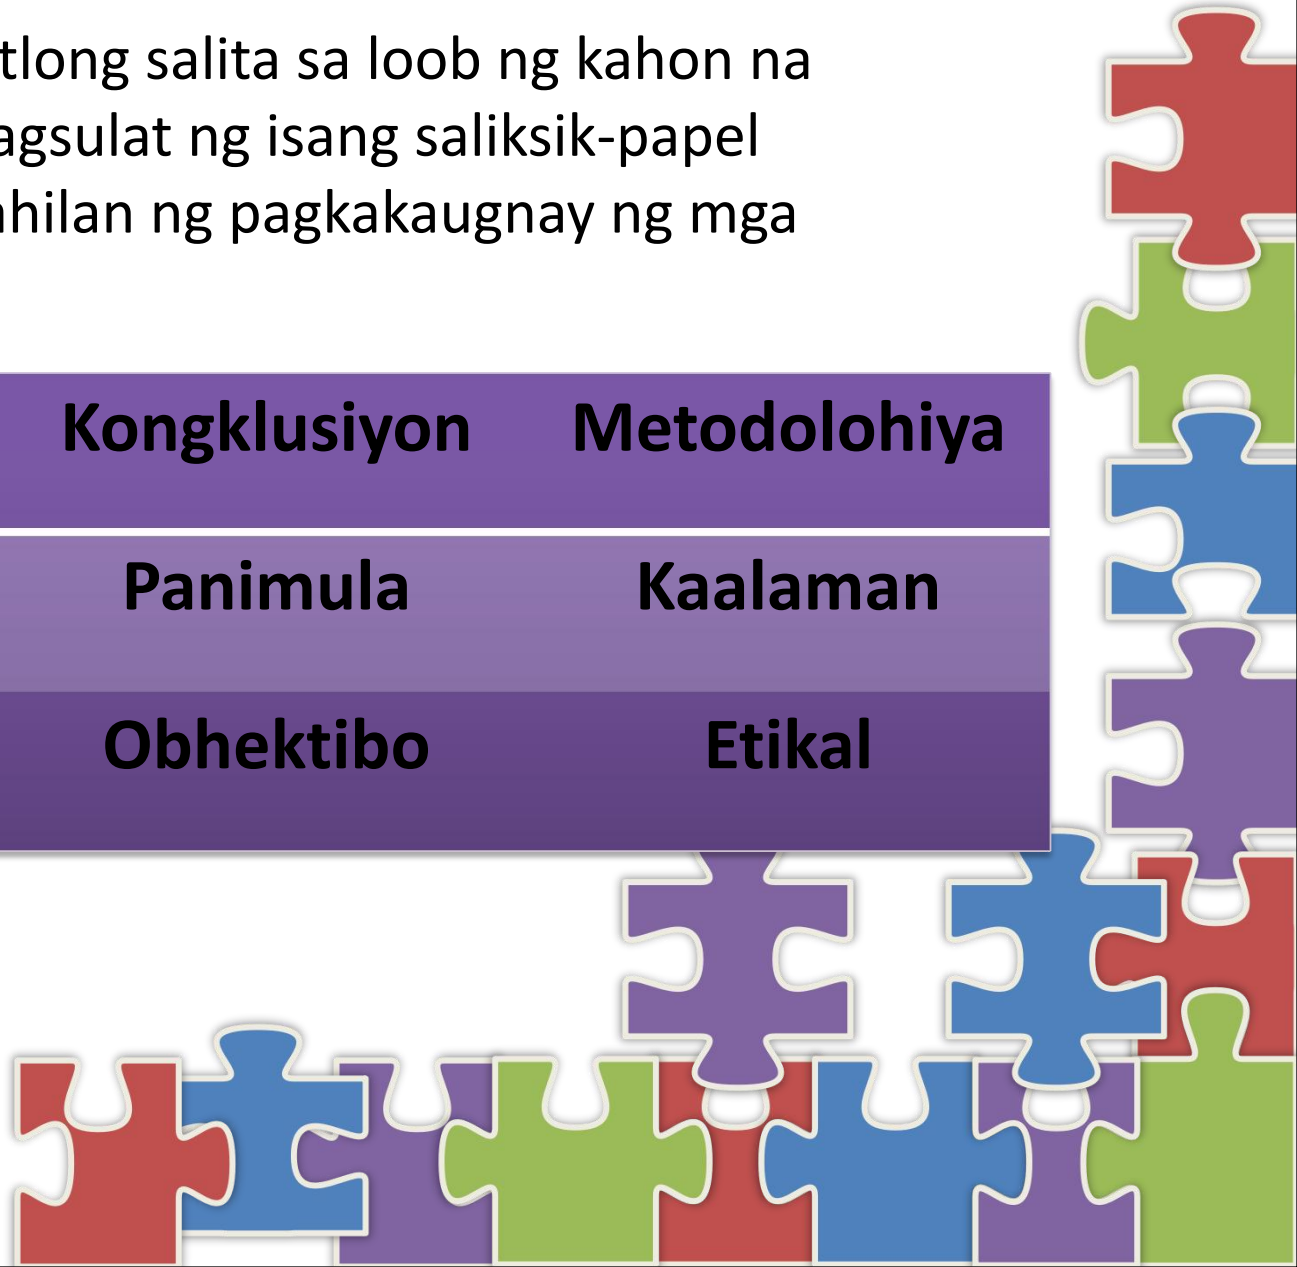 tlong salita sa loob ng kahon na
agsulat ng isang saliksik-papel
ahilan ng pagkakaugnay ng mga
Kongklusiyon Metodolohiya
Panimula Kaalaman
Obhektibo Etikal